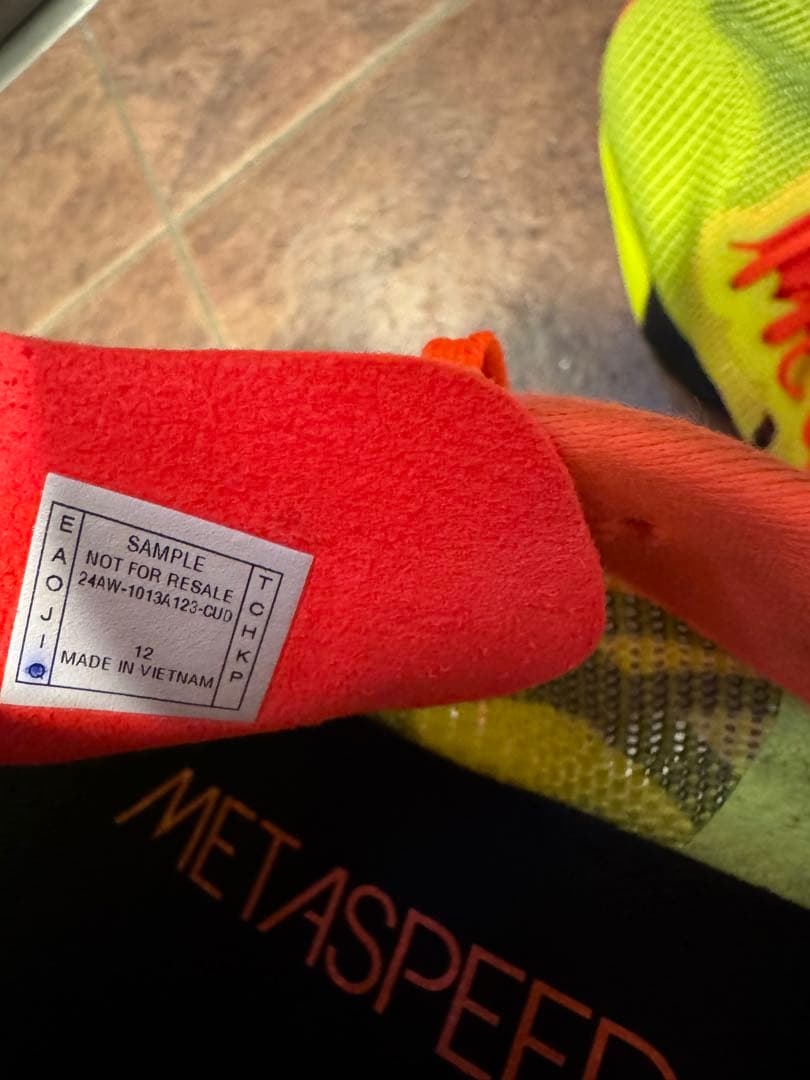 E
A
O
J
I
Q
SAMPLE
NOT FOR RESALE
24AW-1013A123-CUD
12
MADE IN VIETNAM
T
C
H
K
P
METASPEED